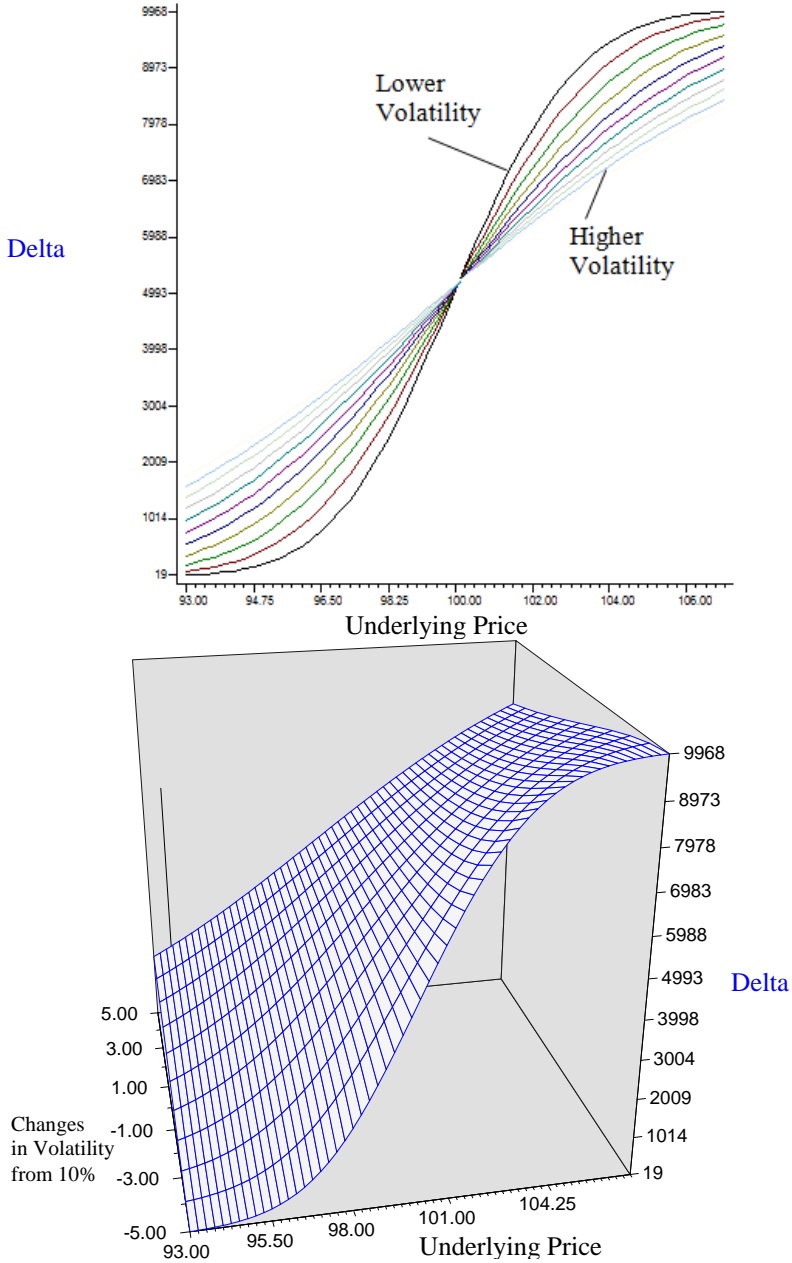 9968
8973
7978
6983
5988
4993
3998
3004
2009
1014
19
Delta
Lower
Volatility
Higher
Volatility
93.00 94.75 96.50 98.25 100.00 102.00 104.00 106.00
Underlying Price
9968
8973
7978
6983
5988
4993
3998
3004
2009
1014
19
Delta
5.00
3.00
1.00
-1.00
-3.00
-5.00
Changes
in Volatility
from 10%
93.00 95.50 98.00 101.00 104.25
Underlying Price